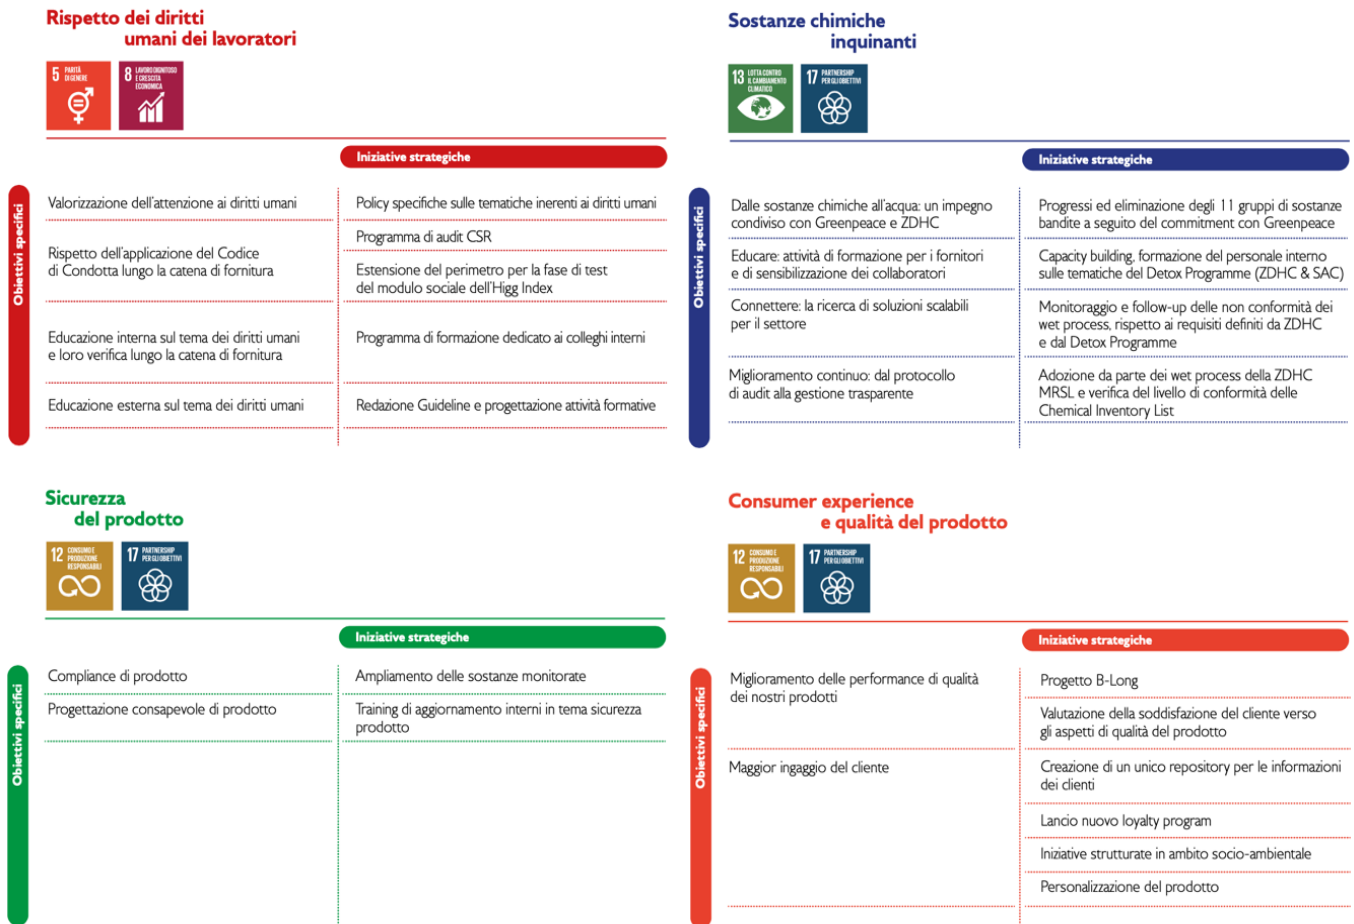 Rispetto dei diritti
umani dei lavoratori
5 PARITÀ
DI GENERE
8 LAVORO DIGNITOSO
E CRESCITA
ECONOMICA
Iniziative strategiche
Obiettivi specifici
Valorizzazione dell'attenzione ai diritti umani
Policy specifiche sulle tematiche inerenti ai diritti umani
Rispetto dell'applicazione del Codice
di Condotta lungo la catena di fornitura
Programma di audit CSR
Estensione del perimetro per la fase di test
del modulo sociale dell'Higg Index
Educazione interna sul tema dei diritti umani
e loro verifica lungo la catena di fornitura
Programma di formazione dedicato ai colleghi interni
Educazione esterna sul tema dei diritti umani
Redazione Guideline e progettazione attività formative
Sostanze chimiche
inquinanti
13 LOTTA CONTRO
IL CAMBIAMENTO
CLIMATICO
17 PARTNERSHIP
PER GLI OBIETTIVI
Iniziative strategiche
Obiettivi specifici
Dalle sostanze chimiche all'acqua: un impegno
condiviso con Greenpeace e ZDHC
Progressi ed eliminazione degli 11 gruppi di sostanze
bandite a seguito del commitment con Greenpeace
Educare: attività di formazione per i fornitori
e di sensibilizzazione dei collaboratori
Capacity building, formazione del personale interno
sulle tematiche del Detox Programme (ZDHC & SAC)
Connettere: la ricerca di soluzioni scalabili
per il settore
Monitoraggio e follow-up delle non conformità dei
wet process, rispetto ai requisiti definiti da ZDHC
e dal Detox Programme
Miglioramento continuo: dal protocollo
di audit alla gestione trasparente
Adozione da parte dei wet process della ZDHC
MRSL e verifica del livello di conformità delle
Chemical Inventory List
Sicurezza
del prodotto
12 CONSUMO E
PRODUZIONE
RESPONSABILI
17 PARTNERSHIP
PER GLI OBIETTIVI
Iniziative strategiche
Obiettivi specifici
Compliance di prodotto
Ampliamento delle sostanze monitorate
Progettazione consapevole di prodotto
Training di aggiornamento interni in tema sicurezza
prodotto
Consumer experience
e qualità del prodotto
12 CONSUMO E
PRODUZIONE
RESPONSABILI
17 PARTNERSHIP
PER GLI OBIETTIVI
Iniziative strategiche
Obiettivi specifici
Miglioramento delle performance di qualità
dei nostri prodotti
Progetto B-Long
Valutazione della soddisfazione del cliente verso
gli aspetti di qualità del prodotto
Maggior ingaggio del cliente
Creazione di un unico repository per le informazioni
dei clienti
Lancio nuovo loyalty program
Iniziative strutturate in ambito socio-ambientale
Personalizzazione del prodotto